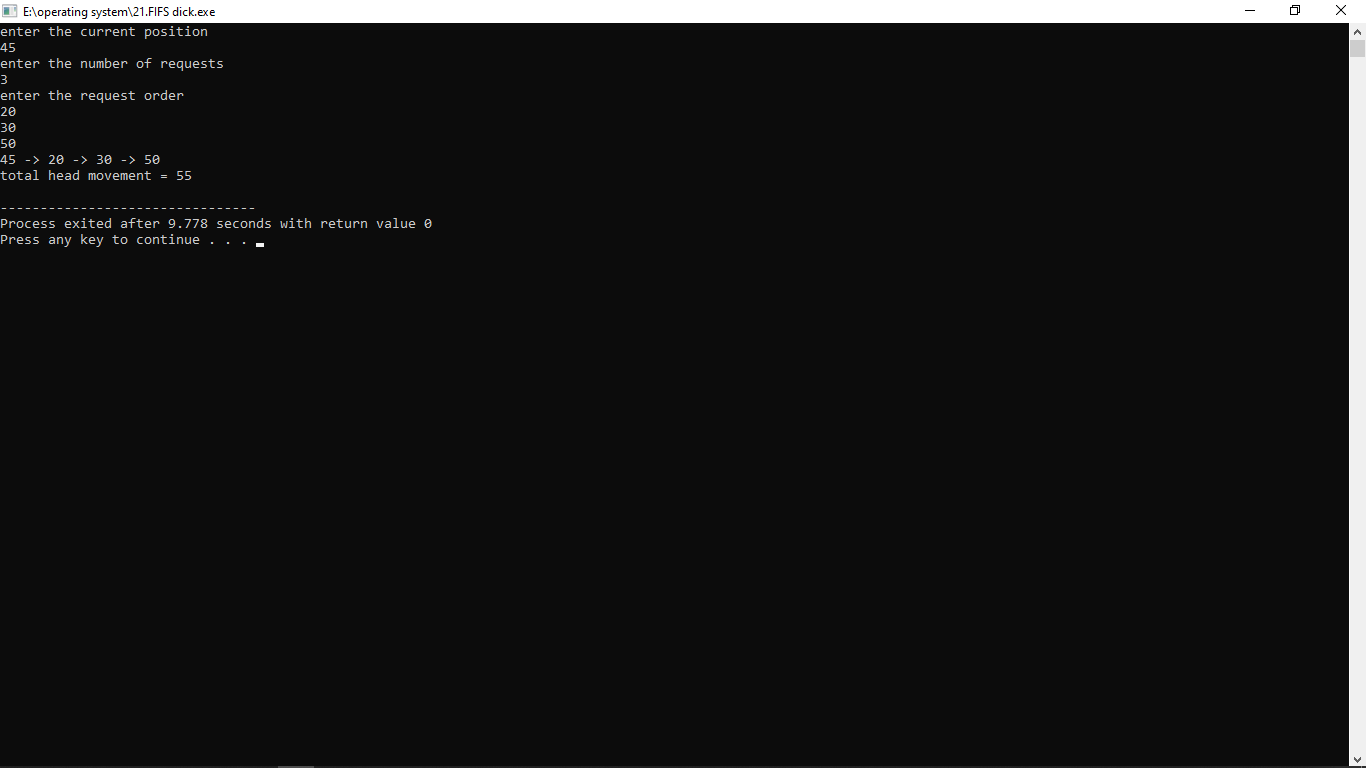 E:\operating system\21.FIFS dick.exe
enter the current position
45
enter the number of requests
3
enter the request order
20
30
50
45 -> 20 -> 30 -> 50
total head movement = 55
--------------------------------
Process exited after 9.778 seconds with return value 0
Press any key to continue . . .